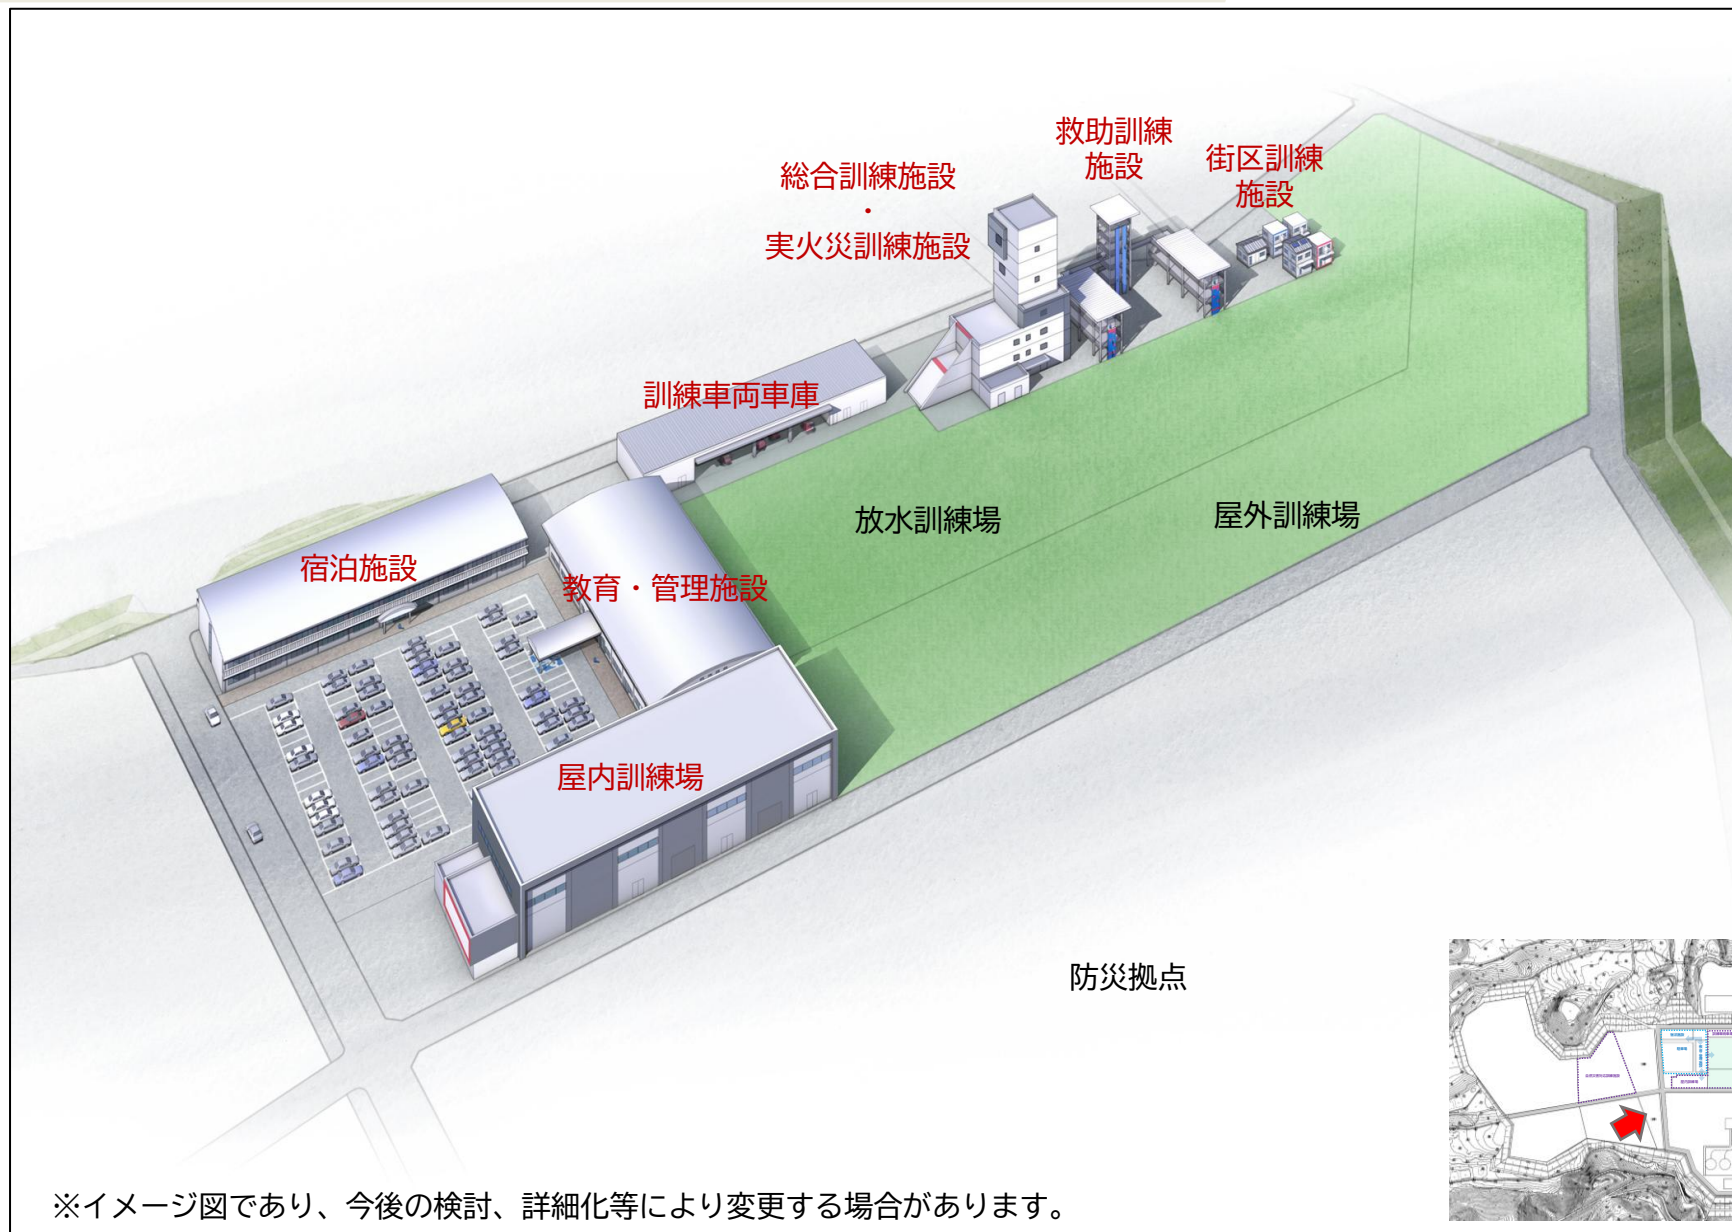 救助訓練
施設
街区訓練
施設
総合訓練施設
・
実火災訓練施設
訓練車両車庫
放水訓練場
屋外訓練場
宿泊施設
教育・管理施設
屋内訓練場
防災拠点
※イメージ図であり、今後の検討、詳細化等により変更する場合があります。